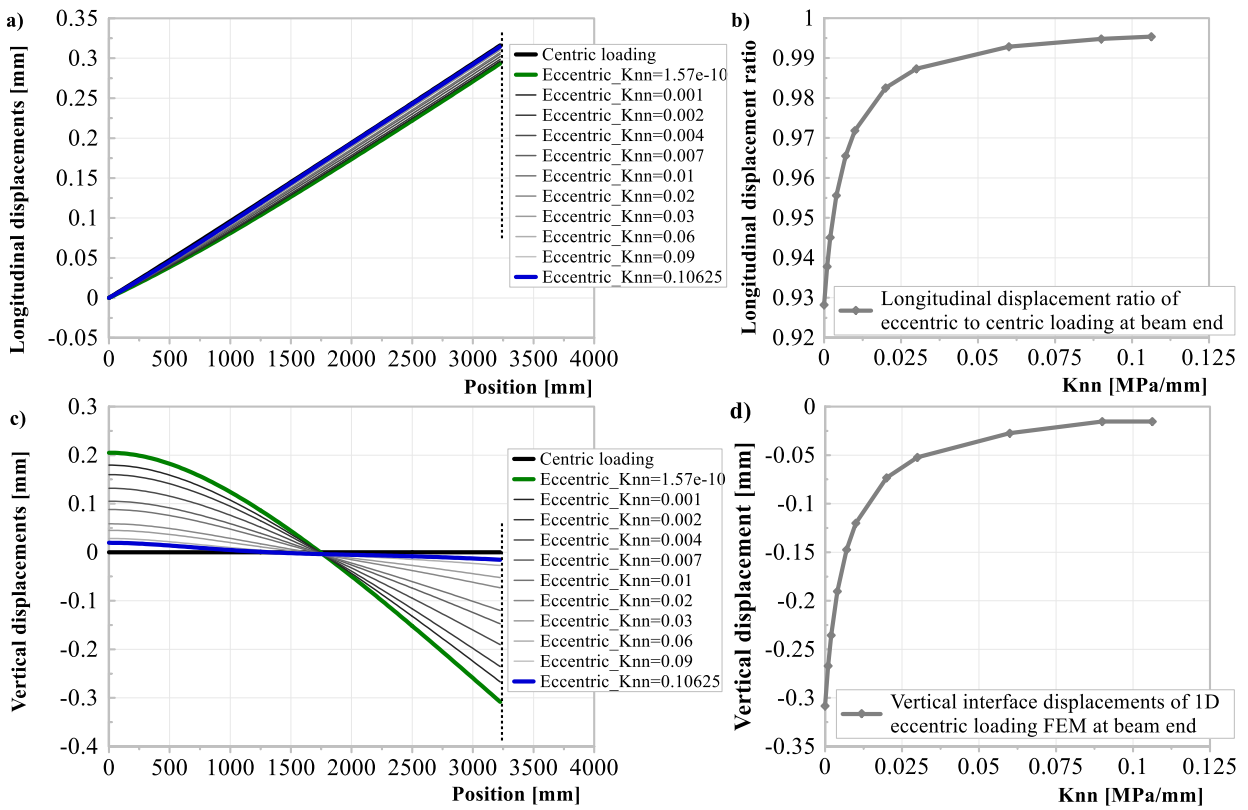 a)
Longitudinal displacements [mm]
0.35
0.3
0.25
0.2
0.15
0.1
0.05
0
-0.05
0 500 1000 1500 2000 2500 3000 3500 4000
Position [mm]
Centric loading
Eccentric_Knn=1.57e-10
Eccentric_Knn=0.001
Eccentric_Knn=0.002
Eccentric_Knn=0.004
Eccentric_Knn=0.007
Eccentric_Knn=0.01
Eccentric_Knn=0.02
Eccentric_Knn=0.03
Eccentric_Knn=0.06
Eccentric_Knn=0.09
Eccentric_Knn=0.10625
b)
Longitudinal displacement ratio
1
0.99
0.98
0.97
0.96
0.95
0.94
0.93
0.92
Longitudinal displacement ratio of
eccentric to centric loading at beam end
0 0.025 0.05 0.075 0.1 0.125
Knn [MPa/mm]
c)
Vertical displacements [mm]
0.3
0.2
0.1
0
-0.1
-0.2
-0.3
-0.4
0 500 1000 1500 2000 2500 3000 3500 4000
Position [mm]
Centric loading
Eccentric_Knn=1.57e-10
Eccentric_Knn=0.001
Eccentric_Knn=0.002
Eccentric_Knn=0.004
Eccentric_Knn=0.007
Eccentric_Knn=0.01
Eccentric_Knn=0.02
Eccentric_Knn=0.03
Eccentric_Knn=0.06
Eccentric_Knn=0.09
Eccentric_Knn=0.10625
d)
Vertical displacement [mm]
0
-0.05
-0.1
-0.15
-0.2
-0.25
-0.3
-0.35
Vertical interface displacements of 1D
eccentric loading FEM at beam end
0 0.025 0.05 0.075 0.1 0.125
Knn [MPa/mm]